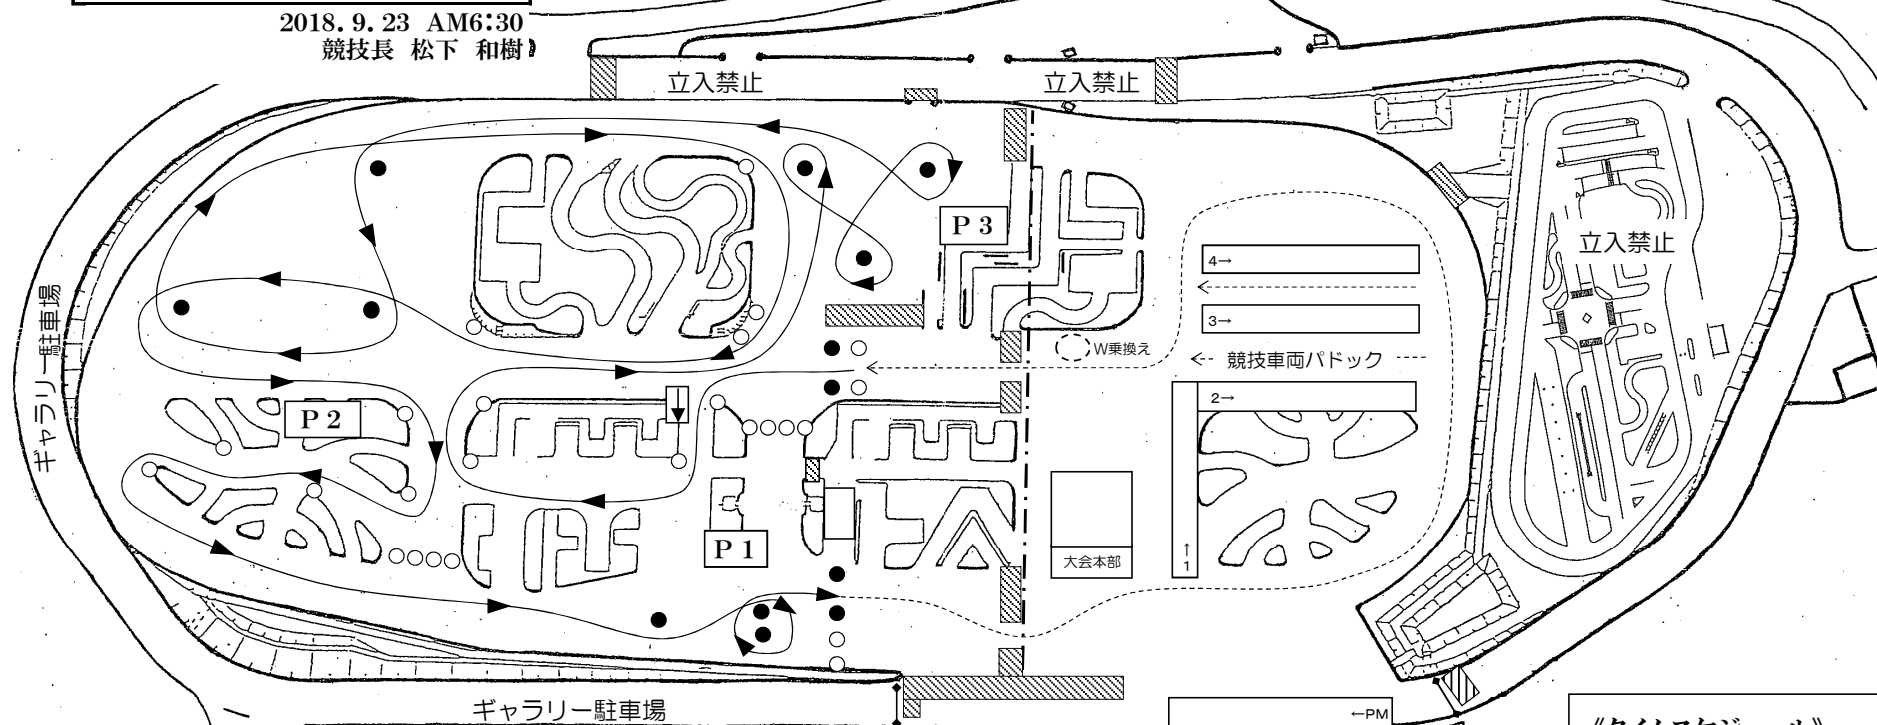 2018.9.23 AM6:30
競技長 松下 和樹
立入禁止
立入禁止
立入禁止
P 3
4→
3→
W乗換え
競技車両パドック
2→
P 2
ギャラリー駐車場
P 1
大会本部
↑
1
ギャラリー駐車場
←PM